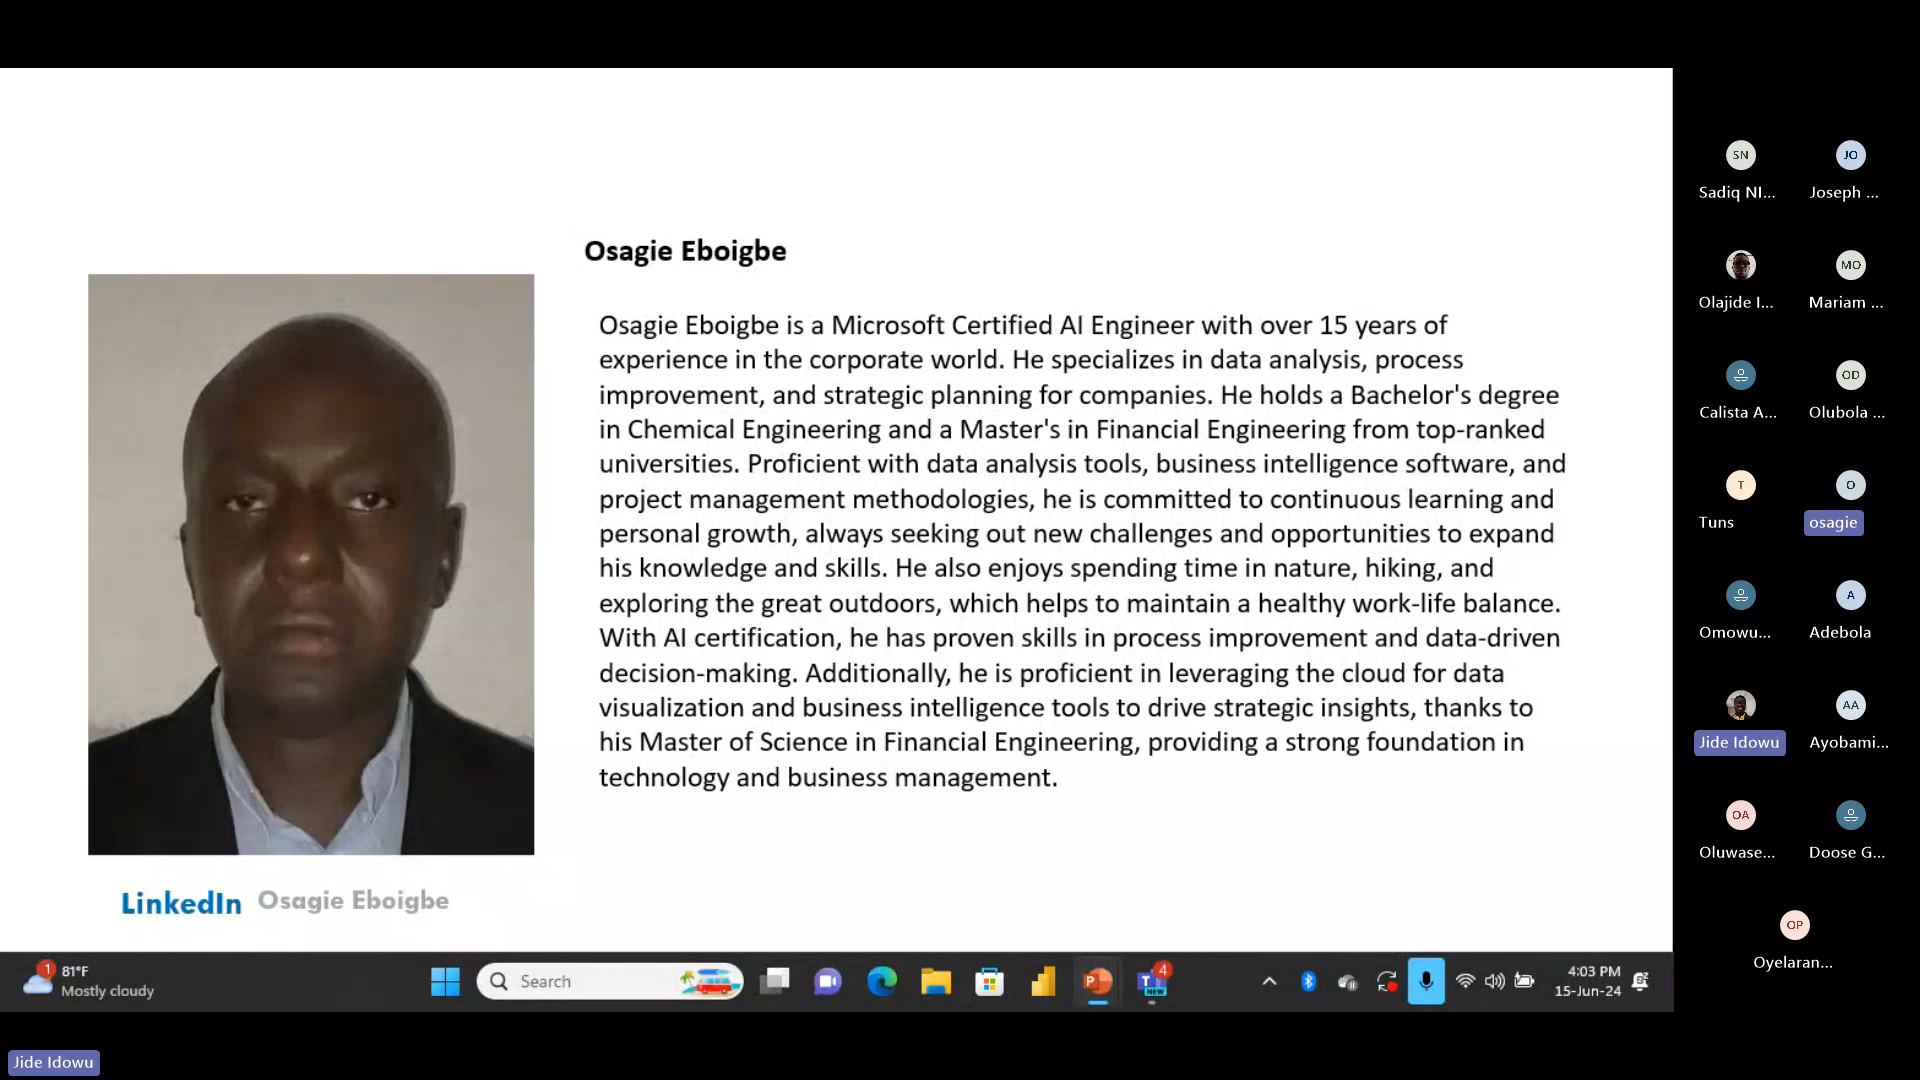 Osagie Eboigbe
Osagie Eboigbe is a Microsoft Certified AI Engineer with over 15 years of
experience in the corporate world. He specializes in data analysis, process
improvement, and strategic planning for companies. He holds a Bachelor's degree
in Chemical Engineering and a Master's in Financial Engineering from top-ranked
universities. Proficient with data analysis tools, business intelligence software, and
project management methodologies, he is committed to continuous learning and
personal growth, always seeking out new challenges and opportunities to expand
his knowledge and skills. He also enjoys spending time in nature, hiking, and
exploring the great outdoors, which helps to maintain a healthy work-life balance.
With AI certification, he has proven skills in process improvement and data-driven
decision-making. Additionally, he is proficient in leveraging the cloud for data
visualization and business intelligence tools to drive strategic insights, thanks to
his Master of Science in Financial Engineering, providing a strong foundation in
technology and business management.
LinkedIn Osagie Eboigbe
SN JO
Sadiq NI... Joseph ...
MO
Olajide I... Mariam ...
OD
Calista A... Olubola ...
T O
Tuns osagie
A
Omowu... Adebola
AA
Jide Idowu Ayobami...
OA
Oluwase... Doose G...
OP
Oyelaran...
1
81°F
Mostly cloudy
Search
P
T
NEW
4
4:03 PM
15-Jun-24
Jide Idowu